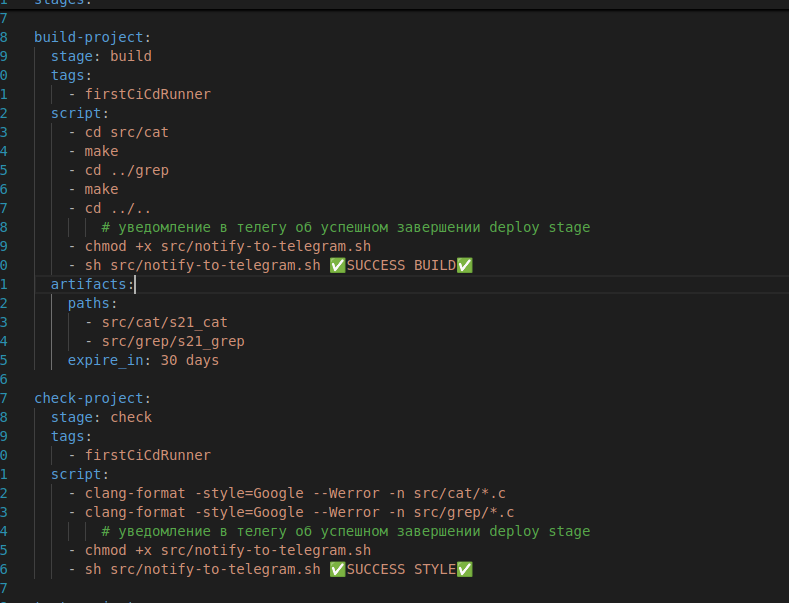 stages:
7
8 build-project:
9   stage: build
0   tags:
1     - firstCiCdRunner
2   script:
3     - cd src/cat
4     - make
5     - cd ../grep
6     - make
7     - cd ../..
8         # уведомление в телегу об успешном завершении deploy stage
9     - chmod +x src/notify-to-telegram.sh
0     - sh src/notify-to-telegram.sh ✅SUCCESS BUILD✅
1   artifacts:
2     paths:
3       - src/cat/s21_cat
4       - src/grep/s21_grep
5     expire_in: 30 days
6
7 check-project:
8   stage: check
9   tags:
0     - firstCiCdRunner
1   script:
2     - clang-format -style=Google --Werror -n src/cat/*.c
3     - clang-format -style=Google --Werror -n src/grep/*.c
4         # уведомление в телегу об успешном завершении deploy stage
5     - chmod +x src/notify-to-telegram.sh
6     - sh src/notify-to-telegram.sh ✅SUCCESS STYLE✅
7